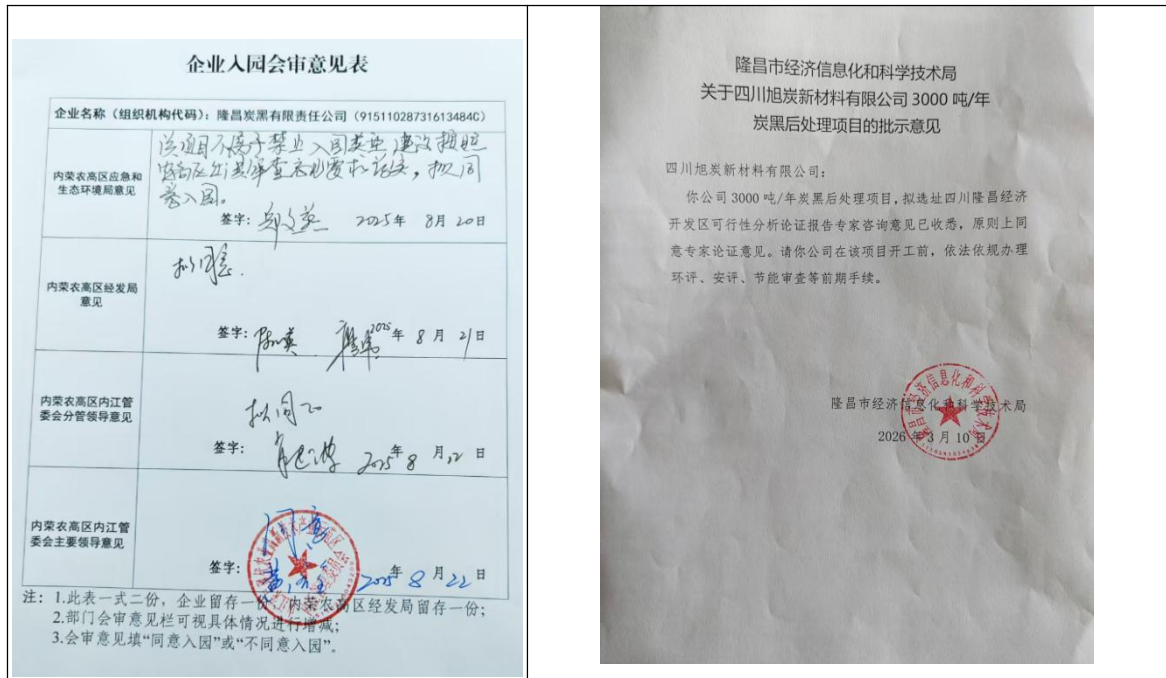 企业入园会审意见表
企业名称（组织机构代码）：隆昌炭黑有限责任公司（91511028731613484C）
内荣农高区应急和
生态环境局意见
该项目不属于禁止入园类型，建议按照
意入园。
签字：
2025年 8月20日
内荣农高区经发局
意见
拟同意.
签字：
2025年 8月21日
内荣农高区内江管
委会分管领导意见
拟同意
签字：
2025年8月22日
内荣农高区内江管
委会主要领导意见
同意
签字：
2025年8月22日
注：1.此表一式二份，企业留存一份，内荣农高区经发局留存一份；
2.部门会审意见栏可视具体情况进行增减；
3.会审意见填“同意入园”或“不同意入园”。
隆昌市经济信息化和科学技术局
关于四川旭炭新材料有限公司 3000 吨/年
炭黑后处理项目的批示意见
四川旭炭新材料有限公司：
你公司 3000 吨/年炭黑后处理项目，拟选址四川隆昌经济
开发区可行性分析论证报告专家咨询意见已收悉，原则上同
意专家论证意见。请你公司在该项目开工前，依法依规办理
环评、安评、节能审查等前期手续。
隆昌市经济信息化和科学技术局
2026 年 3 月 10 日